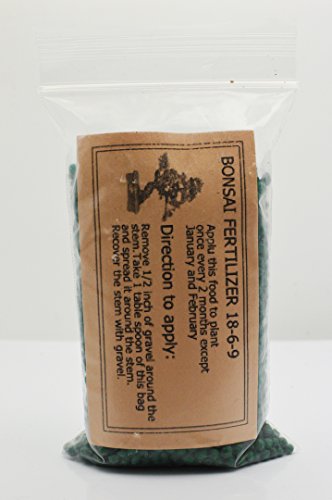 BONSAI FERTILIZER 18-6-9
Applu this food to plant
once every 2 months except
January and February
Direction to apply:
Remove 1/2 inch of gravel around the
stem.Take 1 table spoon of this bag
and spread it around the stem.
Recover the stem with gravel.